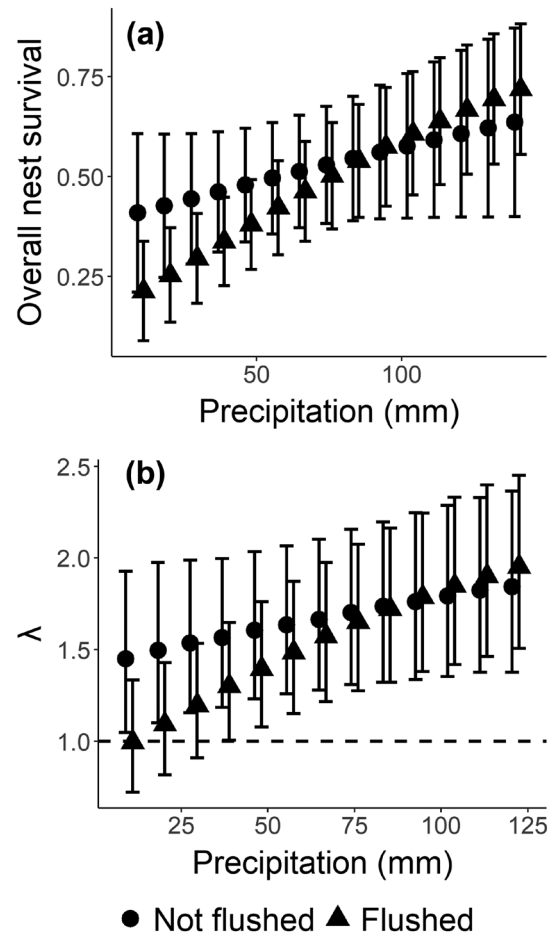 (a)
Overall nest survival
0.75
0.50
0.25
50
100
Precipitation (mm)
(b)
λ
2.5
2.0
1.5
1.0
25
50
75
100
125
Precipitation (mm)
Not flushed
Flushed